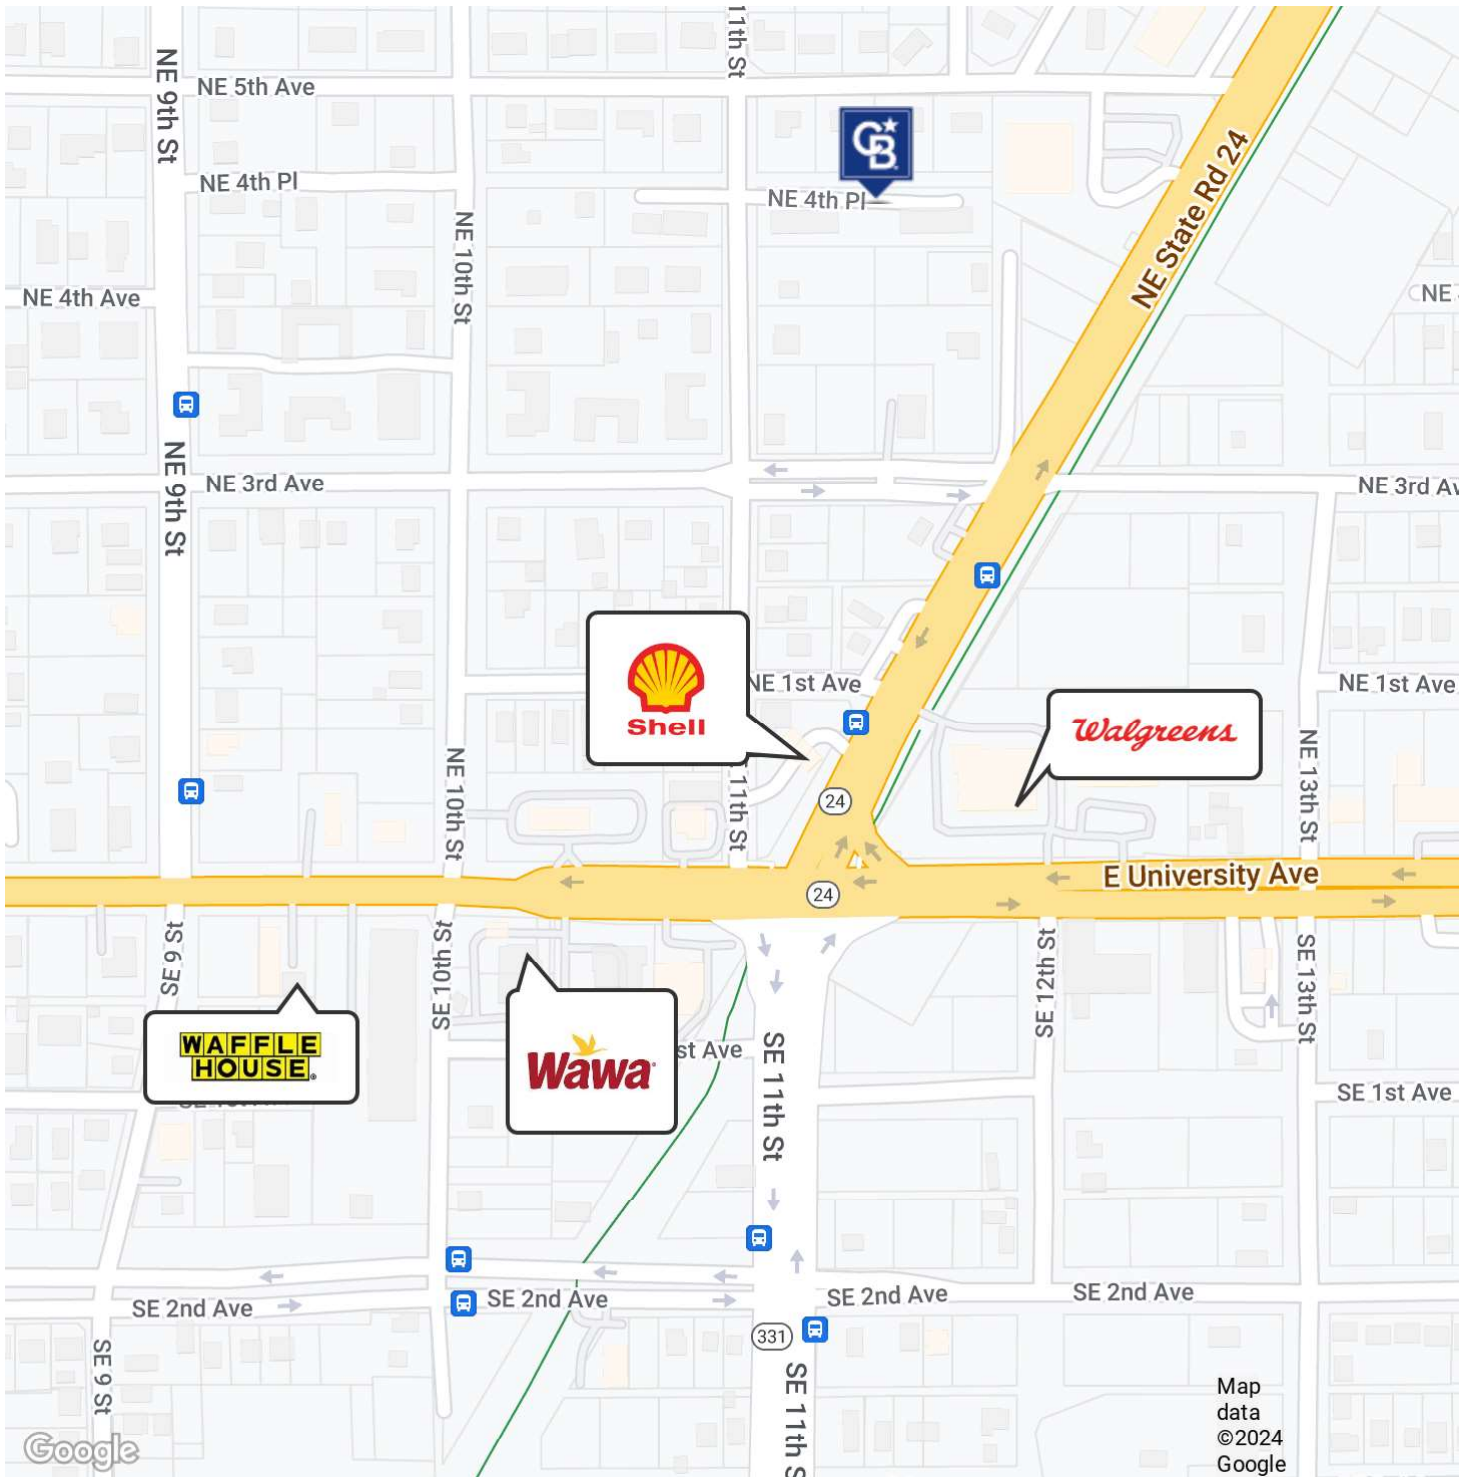 11th St
NE 9th St
NE 5th Ave
CB
NE 4th Pl
NE 4th Pl
NE State Rd 24
NE 10th St
NE 4th Ave
NE
NE 9th St
NE 3rd Ave
NE 3rd Av
Shell
NE 1st Ave
NE 1st Ave
Walgreens
NE 10th St
11th St
NE 13th St
24
E University Ave
24
SE 9 St
SE 10th St
SE 12th St
SE 13th St
WAFFLE
HOUSE
Wawa
st Ave
SE 11th St
SE 1st Ave
SE 2nd Ave
SE 2nd Ave
SE 2nd Ave
SE 2nd Ave
331
SE 9 St
SE 11th S
Map
data
©2024
Google
Google